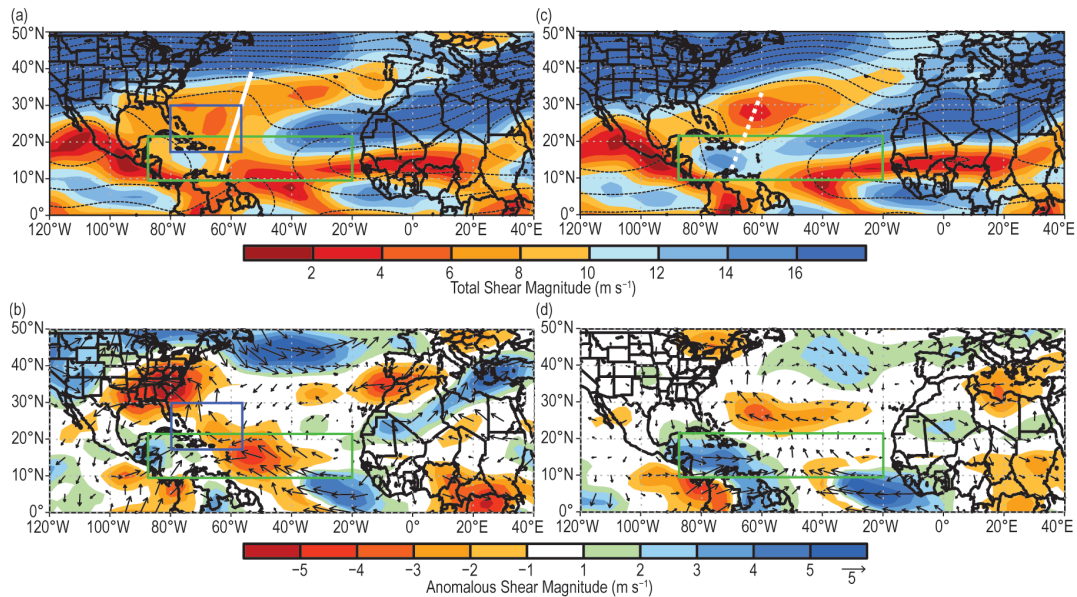 (a)
50°N
40°N
30°N
20°N
10°N
0°
120°W 100°W 80°W 60°W 40°W 20°W 0° 20°E 40°E
(c)
50°N
40°N
30°N
20°N
10°N
0°
120°W 100°W 80°W 60°W 40°W 20°W 0°E 20°E 40°E
2 4 6 8 10 12 14 16
Total Shear Magnitude (m s⁻¹)
(b)
50°N
40°N
30°N
20°N
10°N
0°
120°W 100°W 80°W 60°W 40°W 20°W 0° 20°E 40°E
(d)
50°N
40°N
30°N
20°N
10°N
0°
120°W 100°W 80°W 60°W 40°W 20°W 0°E 20°E 40°E
−5 −4 −3 −2 −1 1 2 3 4 5 5
Anomalous Shear Magnitude (m s⁻¹)